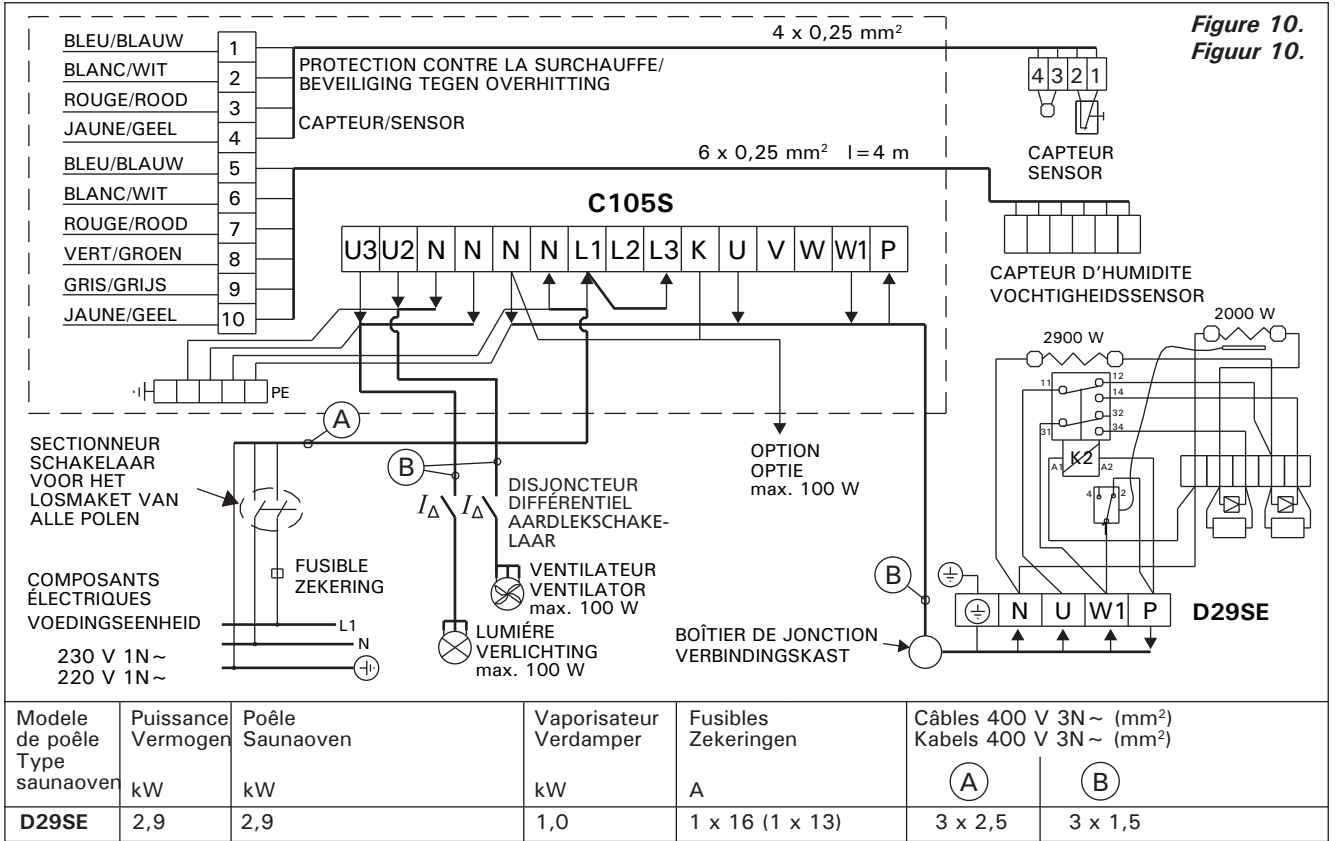 Figure 10.
Figuur 10.
BLEU/BLAUW 1
BLANC/WIT 2
ROUGE/ROOD 3
JAUNE/GEEL 4
BLEU/BLAUW 5
BLANC/WIT 6
ROUGE/ROOD 7
VERT/GROEN 8
GRIS/GRIJS 9
JAUNE/GEEL 10
PROTECTION CONTRE LA SURCHAUFFE/
BEVEILIGING TEGEN OVERHITTING
CAPTEUR/SENSOR
4 x 0,25 mm²
4 3 2 1
CAPTEUR
SENSOR
6 x 0,25 mm² l=4 m
CAPTEUR D'HUMIDITE
VOCHTIGHEIDSSENSOR
C105S
U3 U2 N N N N L1 L2 L3 K U V W W1 P
PE
A
B
SECTIONNEUR
SCHAKELAAR
VOOR HET
LOSMAKET VAN
ALLE POLEN
FUSIBLE
ZEKERING
COMPOSANTS
ÉLECTRIQUES
VOEDINGSEENHEID
L1
N
230 V 1N~
220 V 1N~
I∆ I∆
DISJONCTEUR
DIFFÉRENTIEL
AARDLEKSCHAKE-
LAAR
VENTILATEUR
VENTILATOR
max. 100 W
LUMIÉRE
VERLICHTING
max. 100 W
OPTION
OPTIE
max. 100 W
B
BOÎTIER DE JONCTION
VERBINDINGSKAST
2000 W
2900 W
11 12
14
32
31 34
A1 K2 A2
4 2
1
N U W1 P
D29SE
Modele
de poêle
Type
saunaoven
Puissance
Vermogen
kW
Poêle
Saunaoven
kW
Vaporisateur
Verdamper
kW
Fusibles
Zekeringen
A
Câbles 400 V 3N~ (mm²)
Kabels 400 V 3N~ (mm²)
A B
D29SE 2,9 2,9 1,0 1 x 16 (1 x 13) 3 x 2,5 3 x 1,5